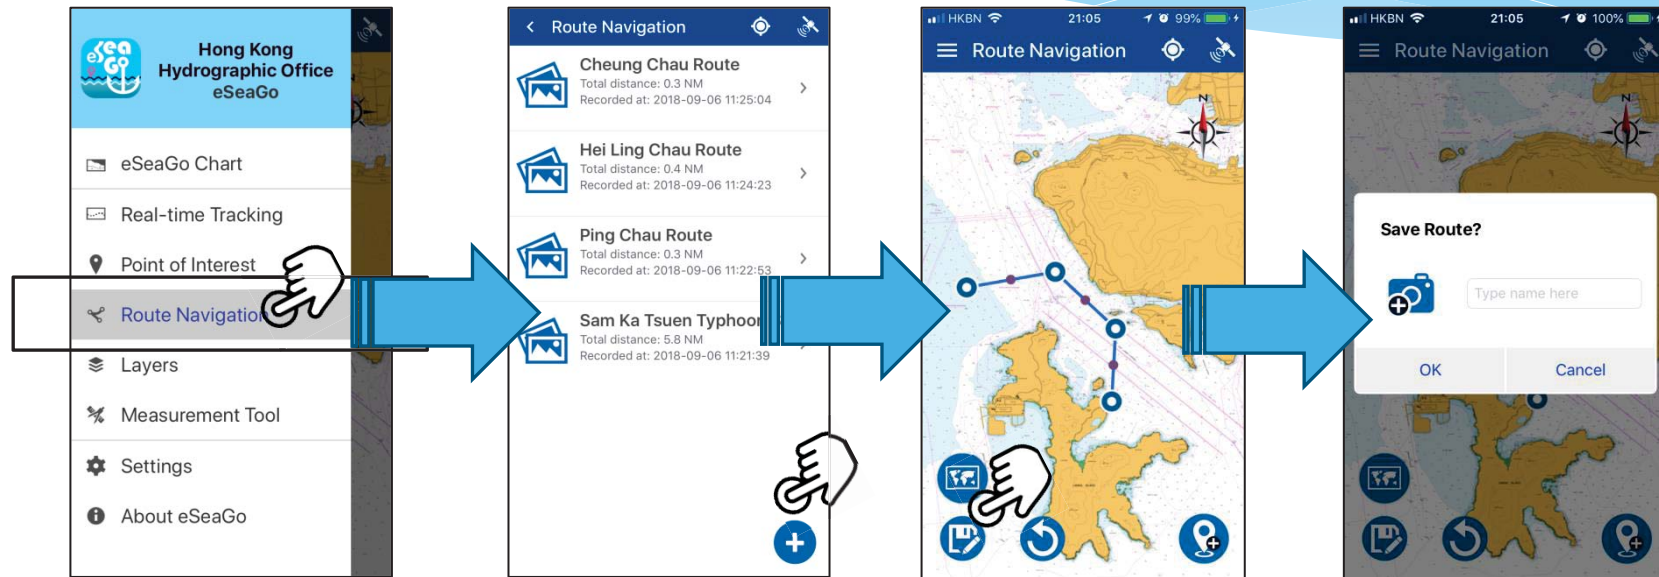 eSea
GO
Hong Kong
Hydrographic Office
eSeaGo
eSeaGo Chart
Real-time Tracking
Point of Interest
Route Navigation
Layers
Measurement Tool
Settings
About eSeaGo
Route Navigation
Cheung Chau Route
Total distance: 0.3 NM
Recorded at: 2018-09-06 11:25:04
Hei Ling Chau Route
Total distance: 0.4 NM
Recorded at: 2018-09-06 11:24:23
Ping Chau Route
Total distance: 0.3 NM
Recorded at: 2018-09-06 11:22:53
Sam Ka Tsuen Typhoon
Total distance: 5.8 NM
Recorded at: 2018-09-06 11:21:39
HKBN 21:05 99%
Route Navigation
N
HKBN 21:05 100%
Route Navigation
N
Save Route?
Type name here
OK Cancel